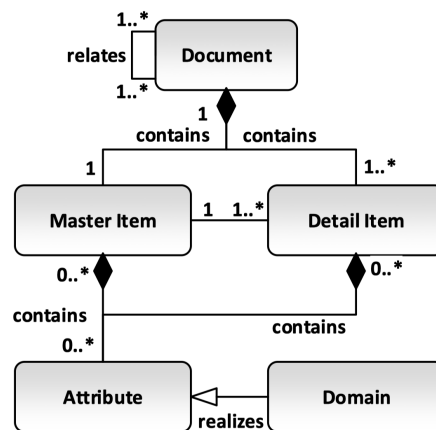 1..*
relates
Document
1..*
1
contains
contains
1
1..*
Master Item
1
1..*
Detail Item
0..*
0..*
contains
contains
0..*
Attribute
Domain
realizes